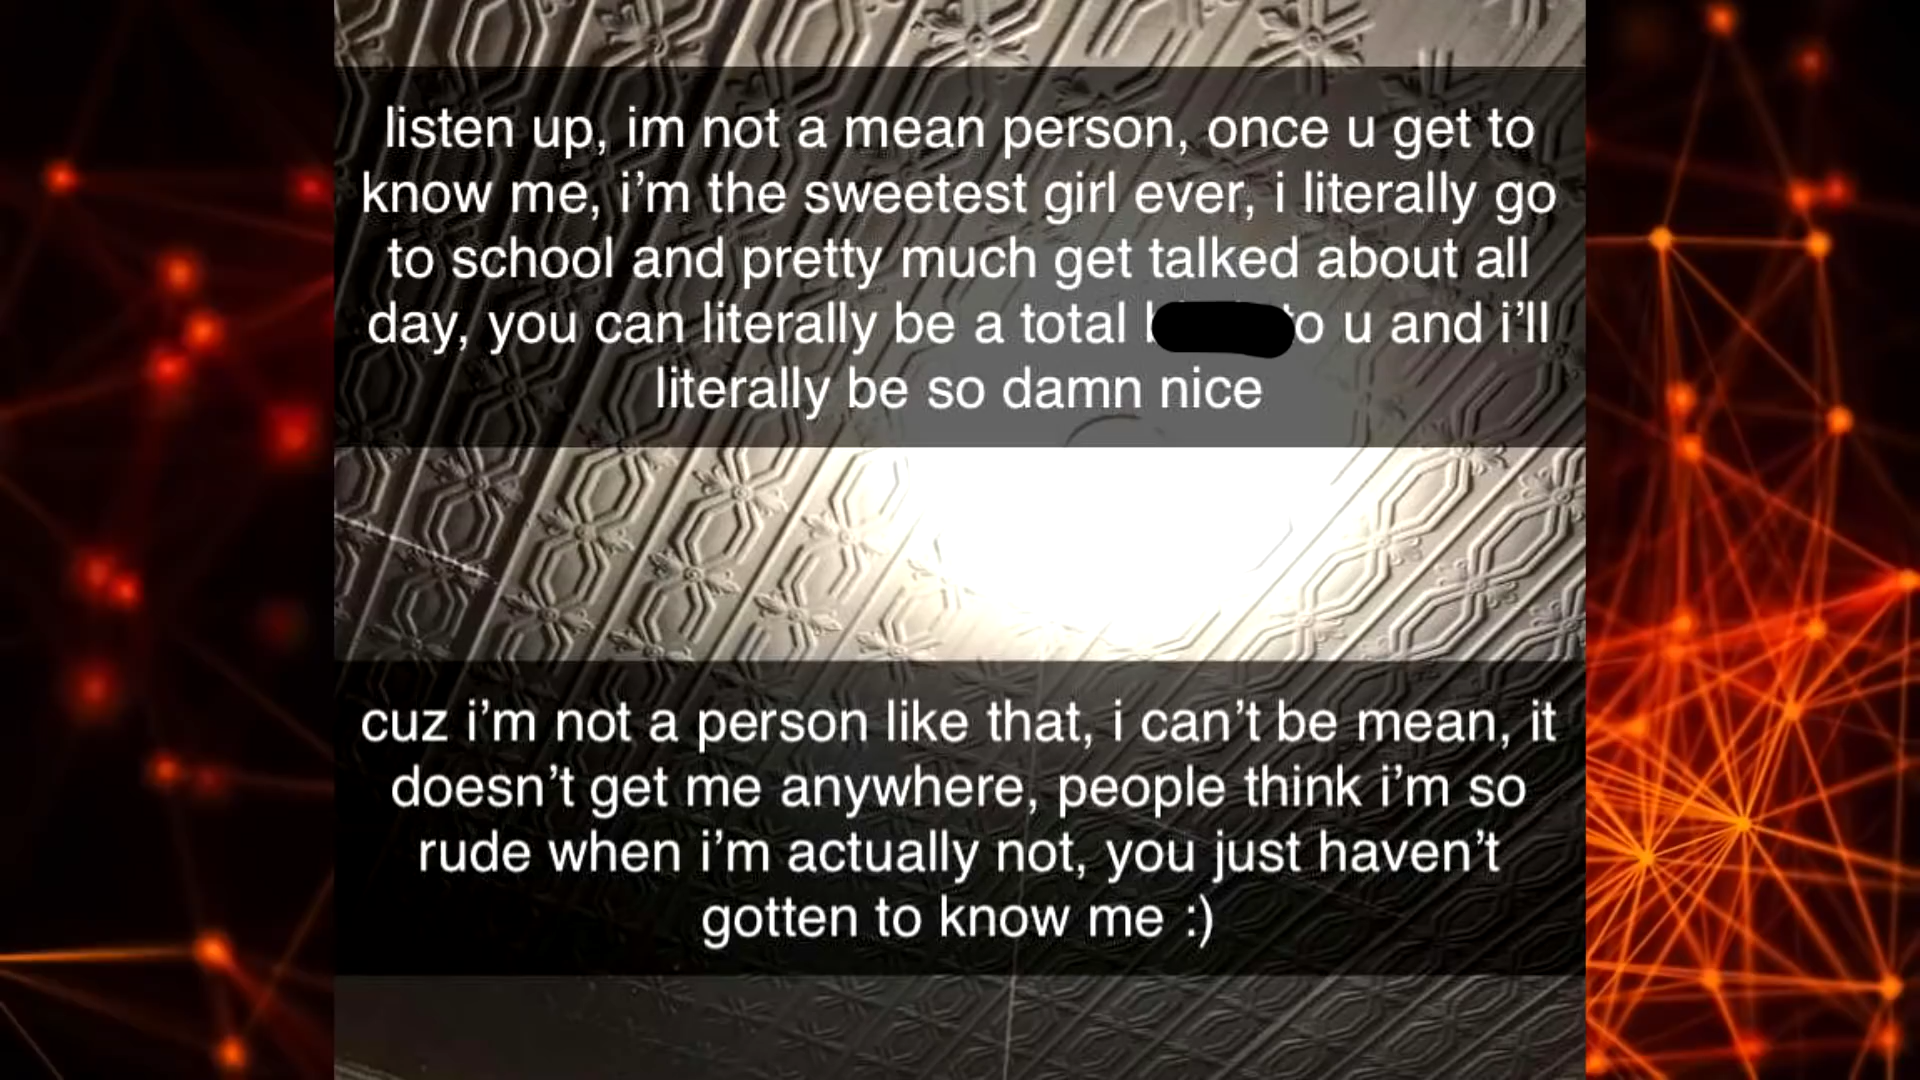 listen up, im not a mean person, once u get to
know me, i'm the sweetest girl ever, i literally go
to school and pretty much get talked about all
day, you can literally be a total to u and i'll
literally be so damn nice
cuz i'm not a person like that, i can't be mean, it
doesn't get me anywhere, people think i'm so
rude when i'm actually not, you just haven't
gotten to know me :)